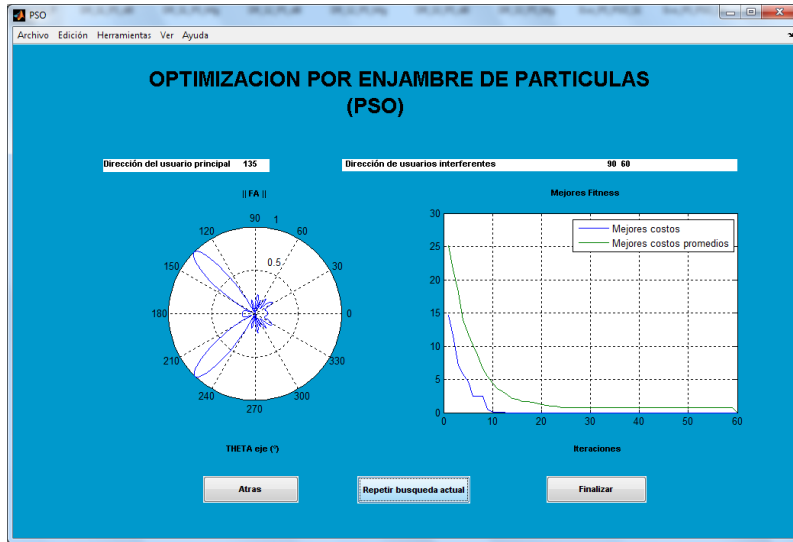 PSO
Archivo Edición Herramientas Ver Ayuda
OPTIMIZACION POR ENJAMBRE DE PARTICULAS
(PSO)
Dirección del usuario principal 135
Dirección de usuarios interferentes 90 60
|| FA ||
90 1
120 60
0.5
150 30
180 0
210 330
240 300
270
THETA eje (º)
Mejores Fitness
Mejores costos
Mejores costos promedios
30
25
20
15
10
5
0
0 10 20 30 40 50 60
Iteraciones
Atras
Repetir busqueda actual
Finalizar